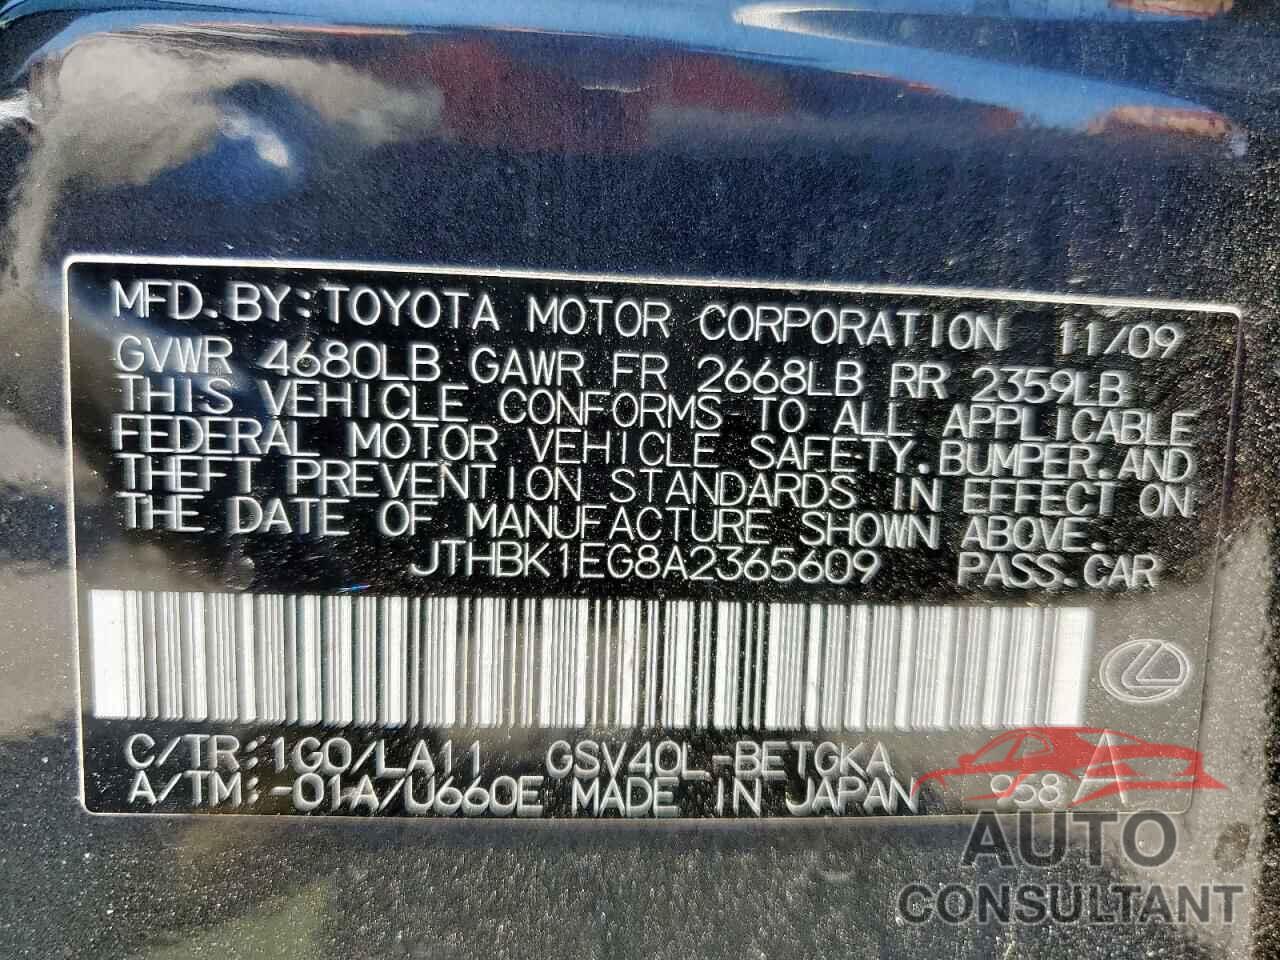 MFD. BY: TOYOTA MOTOR CORPORATION 11/09
GVWR 4680LB GAWR FR 2668LB RR 2359LB
THIS VEHICLE CONFORMS TO ALL APPLICABLE
FEDERAL MOTOR VEHICLE SAFETY, BUMPER, AND
THEFT PREVENTION STANDARDS IN EFFECT ON
THE DATE OF MANUFACTURE SHOWN ABOVE.
JTHBK1EG8A2365609 PASS. CAR
C/TR: 1G0/LA11 GSV40L-BETGKA
A/TM: -01A/U660E MADE IN JAPAN 968 A
AUTO
CONSULTANT